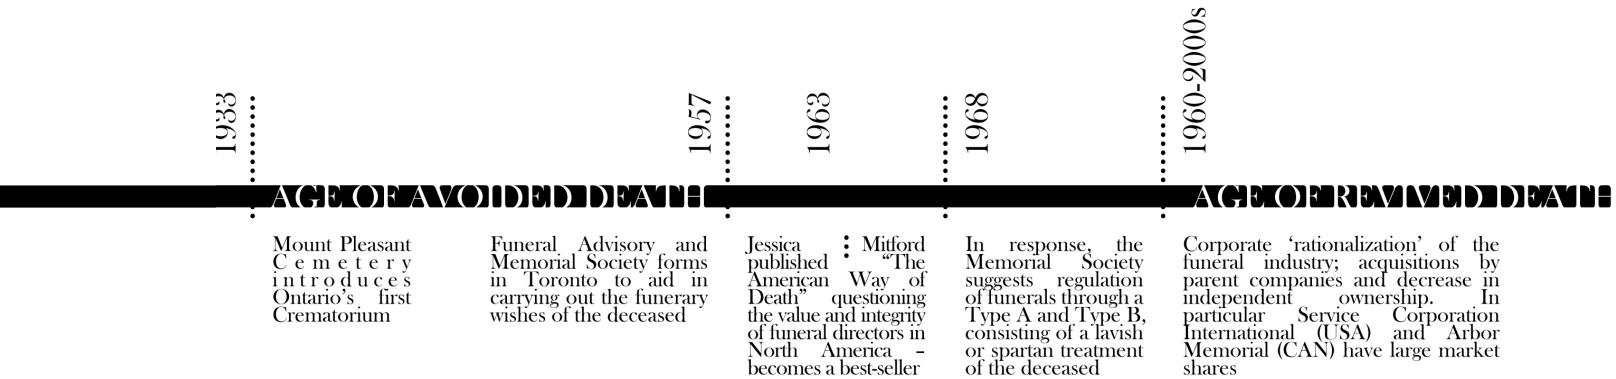 1933
1957
1963
1968
1960-2000s
AGE OF AVOIDED DEATH
AGE OF REVIVED DEATH
Mount Pleasant
Cemetery
introduces
Ontario’s first
Crematorium
Funeral Advisory and
Memorial Society forms
in Toronto to aid in
carrying out the funerary
wishes of the deceased
Jessica Mitford
published “The
American Way of
Death” questioning
the value and integrity
of funeral directors in
North America –
becomes a best-seller
In response, the
Memorial Society
suggests regulation
of funerals through a
Type A and Type B,
consisting of a lavish
or spartan treatment
of the deceased
Corporate ‘rationalization’ of the
funeral industry; acquisitions by
parent companies and decrease in
independent ownership. In
particular Service Corporation
International (USA) and Arbor
Memorial (CAN) have large market
shares